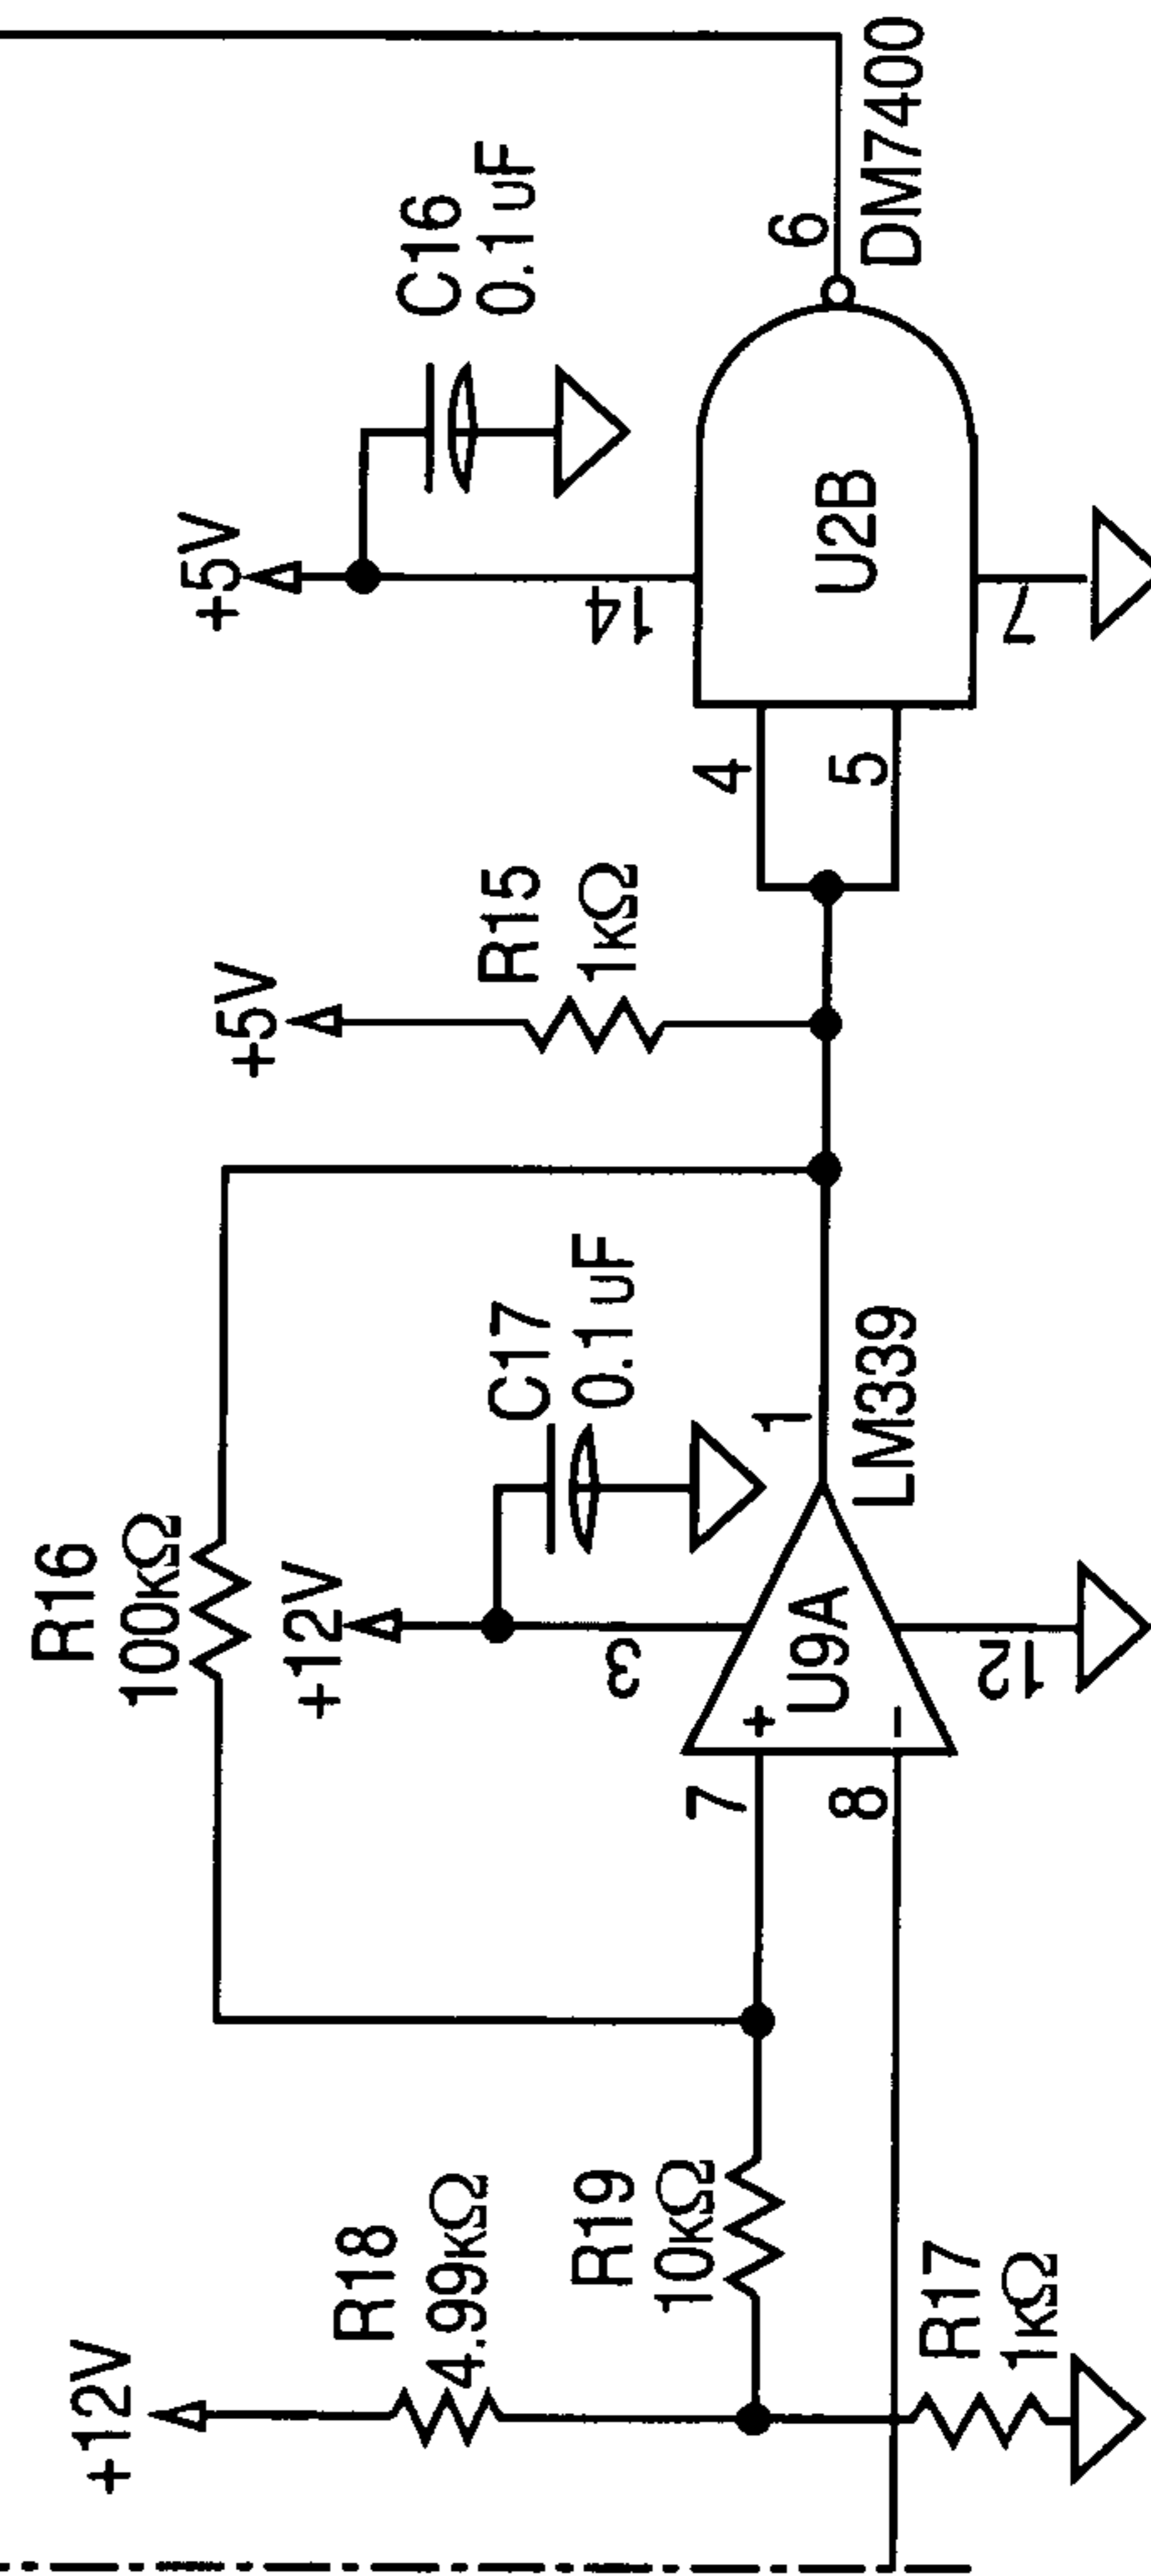 +12V
R18
4.99KΩ
R19
10KΩ
R17
1KΩ
R16
100KΩ
+12V
3
C17
0.1uF
7
8
+
-
U9A
12
1
LM339
+5V
R15
1KΩ
4
5
+5V
14
C16
0.1uF
U2B
7
6
DM7400